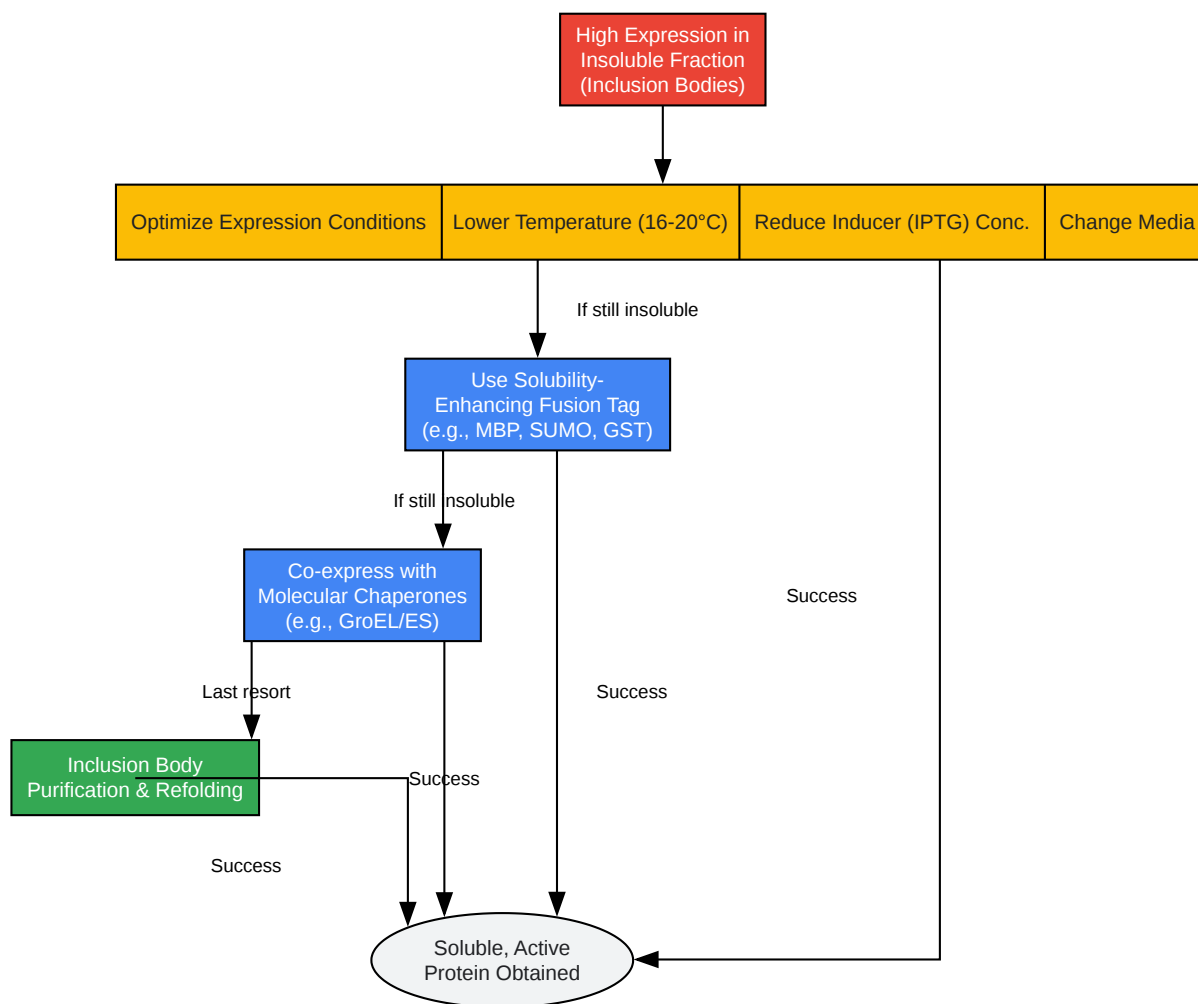 High Expression in
Insoluble Fraction
(Inclusion Bodies)
Optimize Expression Conditions
Lower Temperature (16-20°C)
Reduce Inducer (IPTG) Conc.
Change Media
If still insoluble
Use Solubility-
Enhancing Fusion Tag
(e.g., MBP, SUMO, GST)
If still insoluble
Co-express with
Molecular Chaperones
(e.g., GroEL/ES)
Success
Last resort
Success
Inclusion Body
Purification & Refolding
Success
Success
Soluble, Active
Protein Obtained